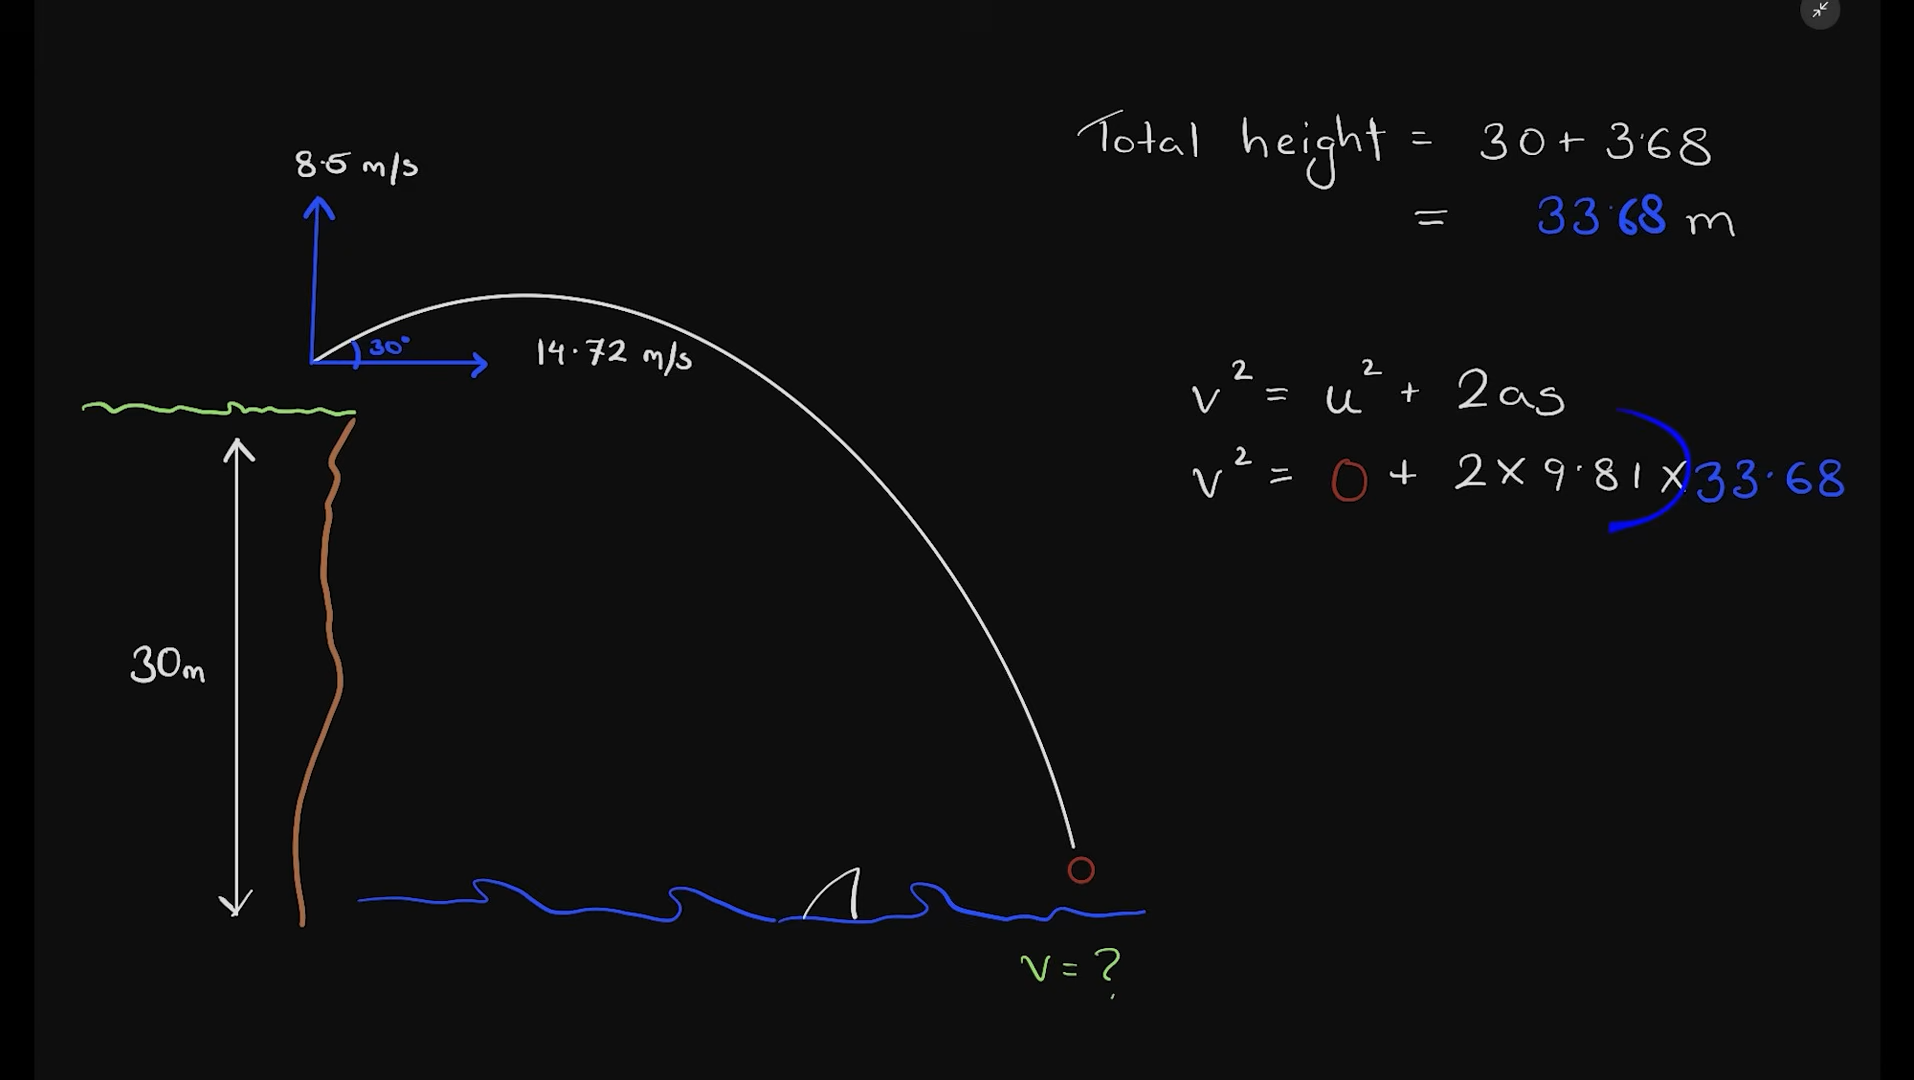 8.5 m/s
30°
14.72 m/s
30m
v = ?
Total height = 30 + 3.68
= 33.68 m
v² = u² + 2as
v² = 0 + 2 × 9.81 × 33.68